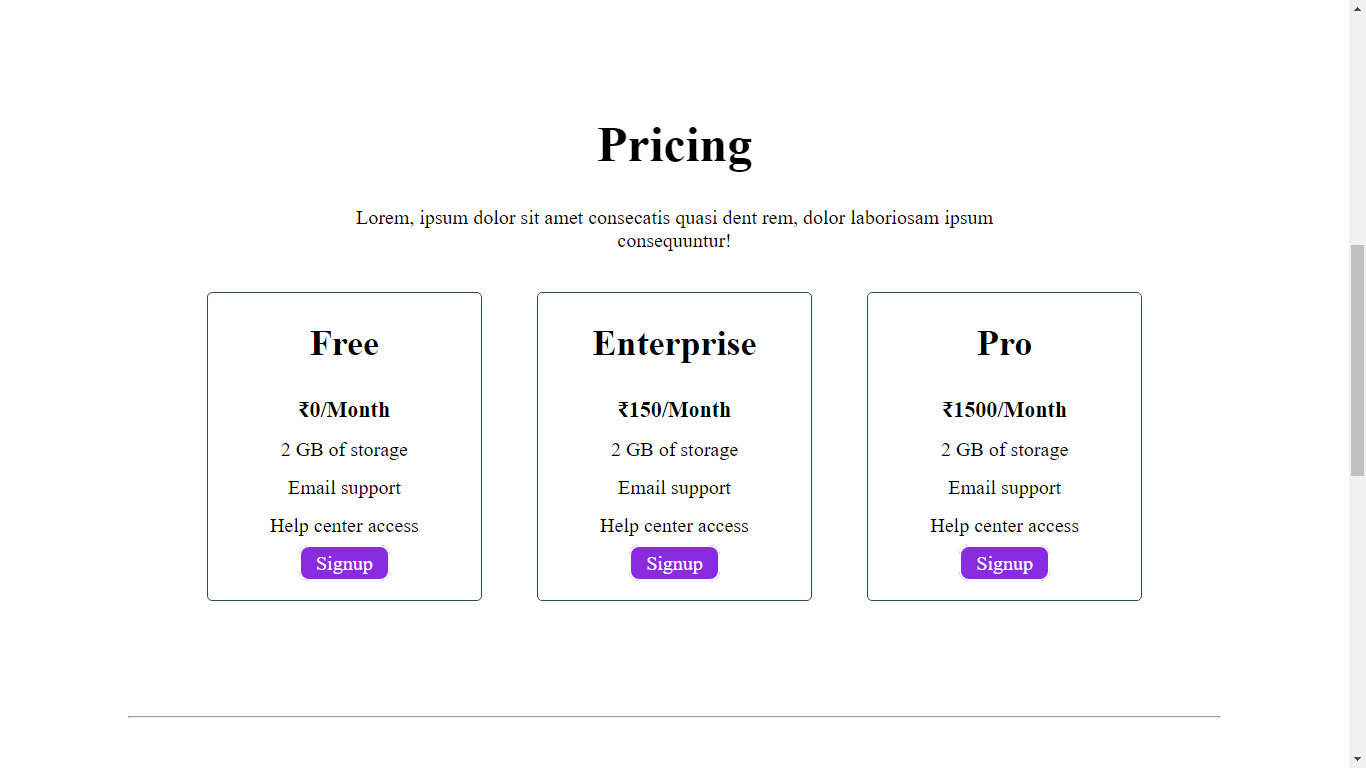 Pricing
Lorem, ipsum dolor sit amet consecatis quasi dent rem, dolor laboriosam ipsum
consequuntur!
Free
₹0/Month
2 GB of storage
Email support
Help center access
Signup
Enterprise
₹150/Month
2 GB of storage
Email support
Help center access
Signup
Pro
₹1500/Month
2 GB of storage
Email support
Help center access
Signup